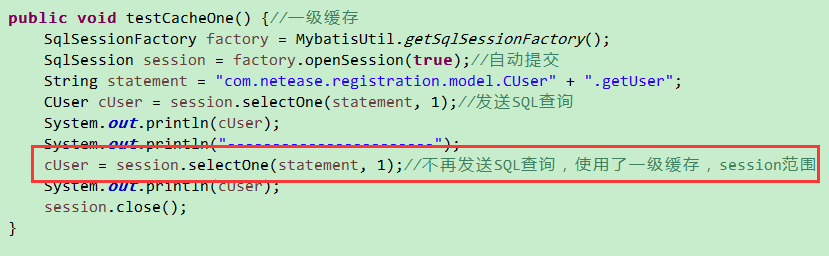 public void testCacheOne() {//一级缓存
SqlSessionFactory factory = MybatisUtil.getSqlSessionFactory();
SqlSession session = factory.openSession(true);//自动提交
String statement = "com.netease.registration.model.CUser" + ".getUser";
CUser cUser = session.selectOne(statement, 1);//发送SQL查询
System.out.println(cUser);
System.out.println("-----------------------");
cUser = session.selectOne(statement, 1);//不再发送SQL查询，使用了一级缓存，session范围
System.out.println(cUser);
session.close();
}